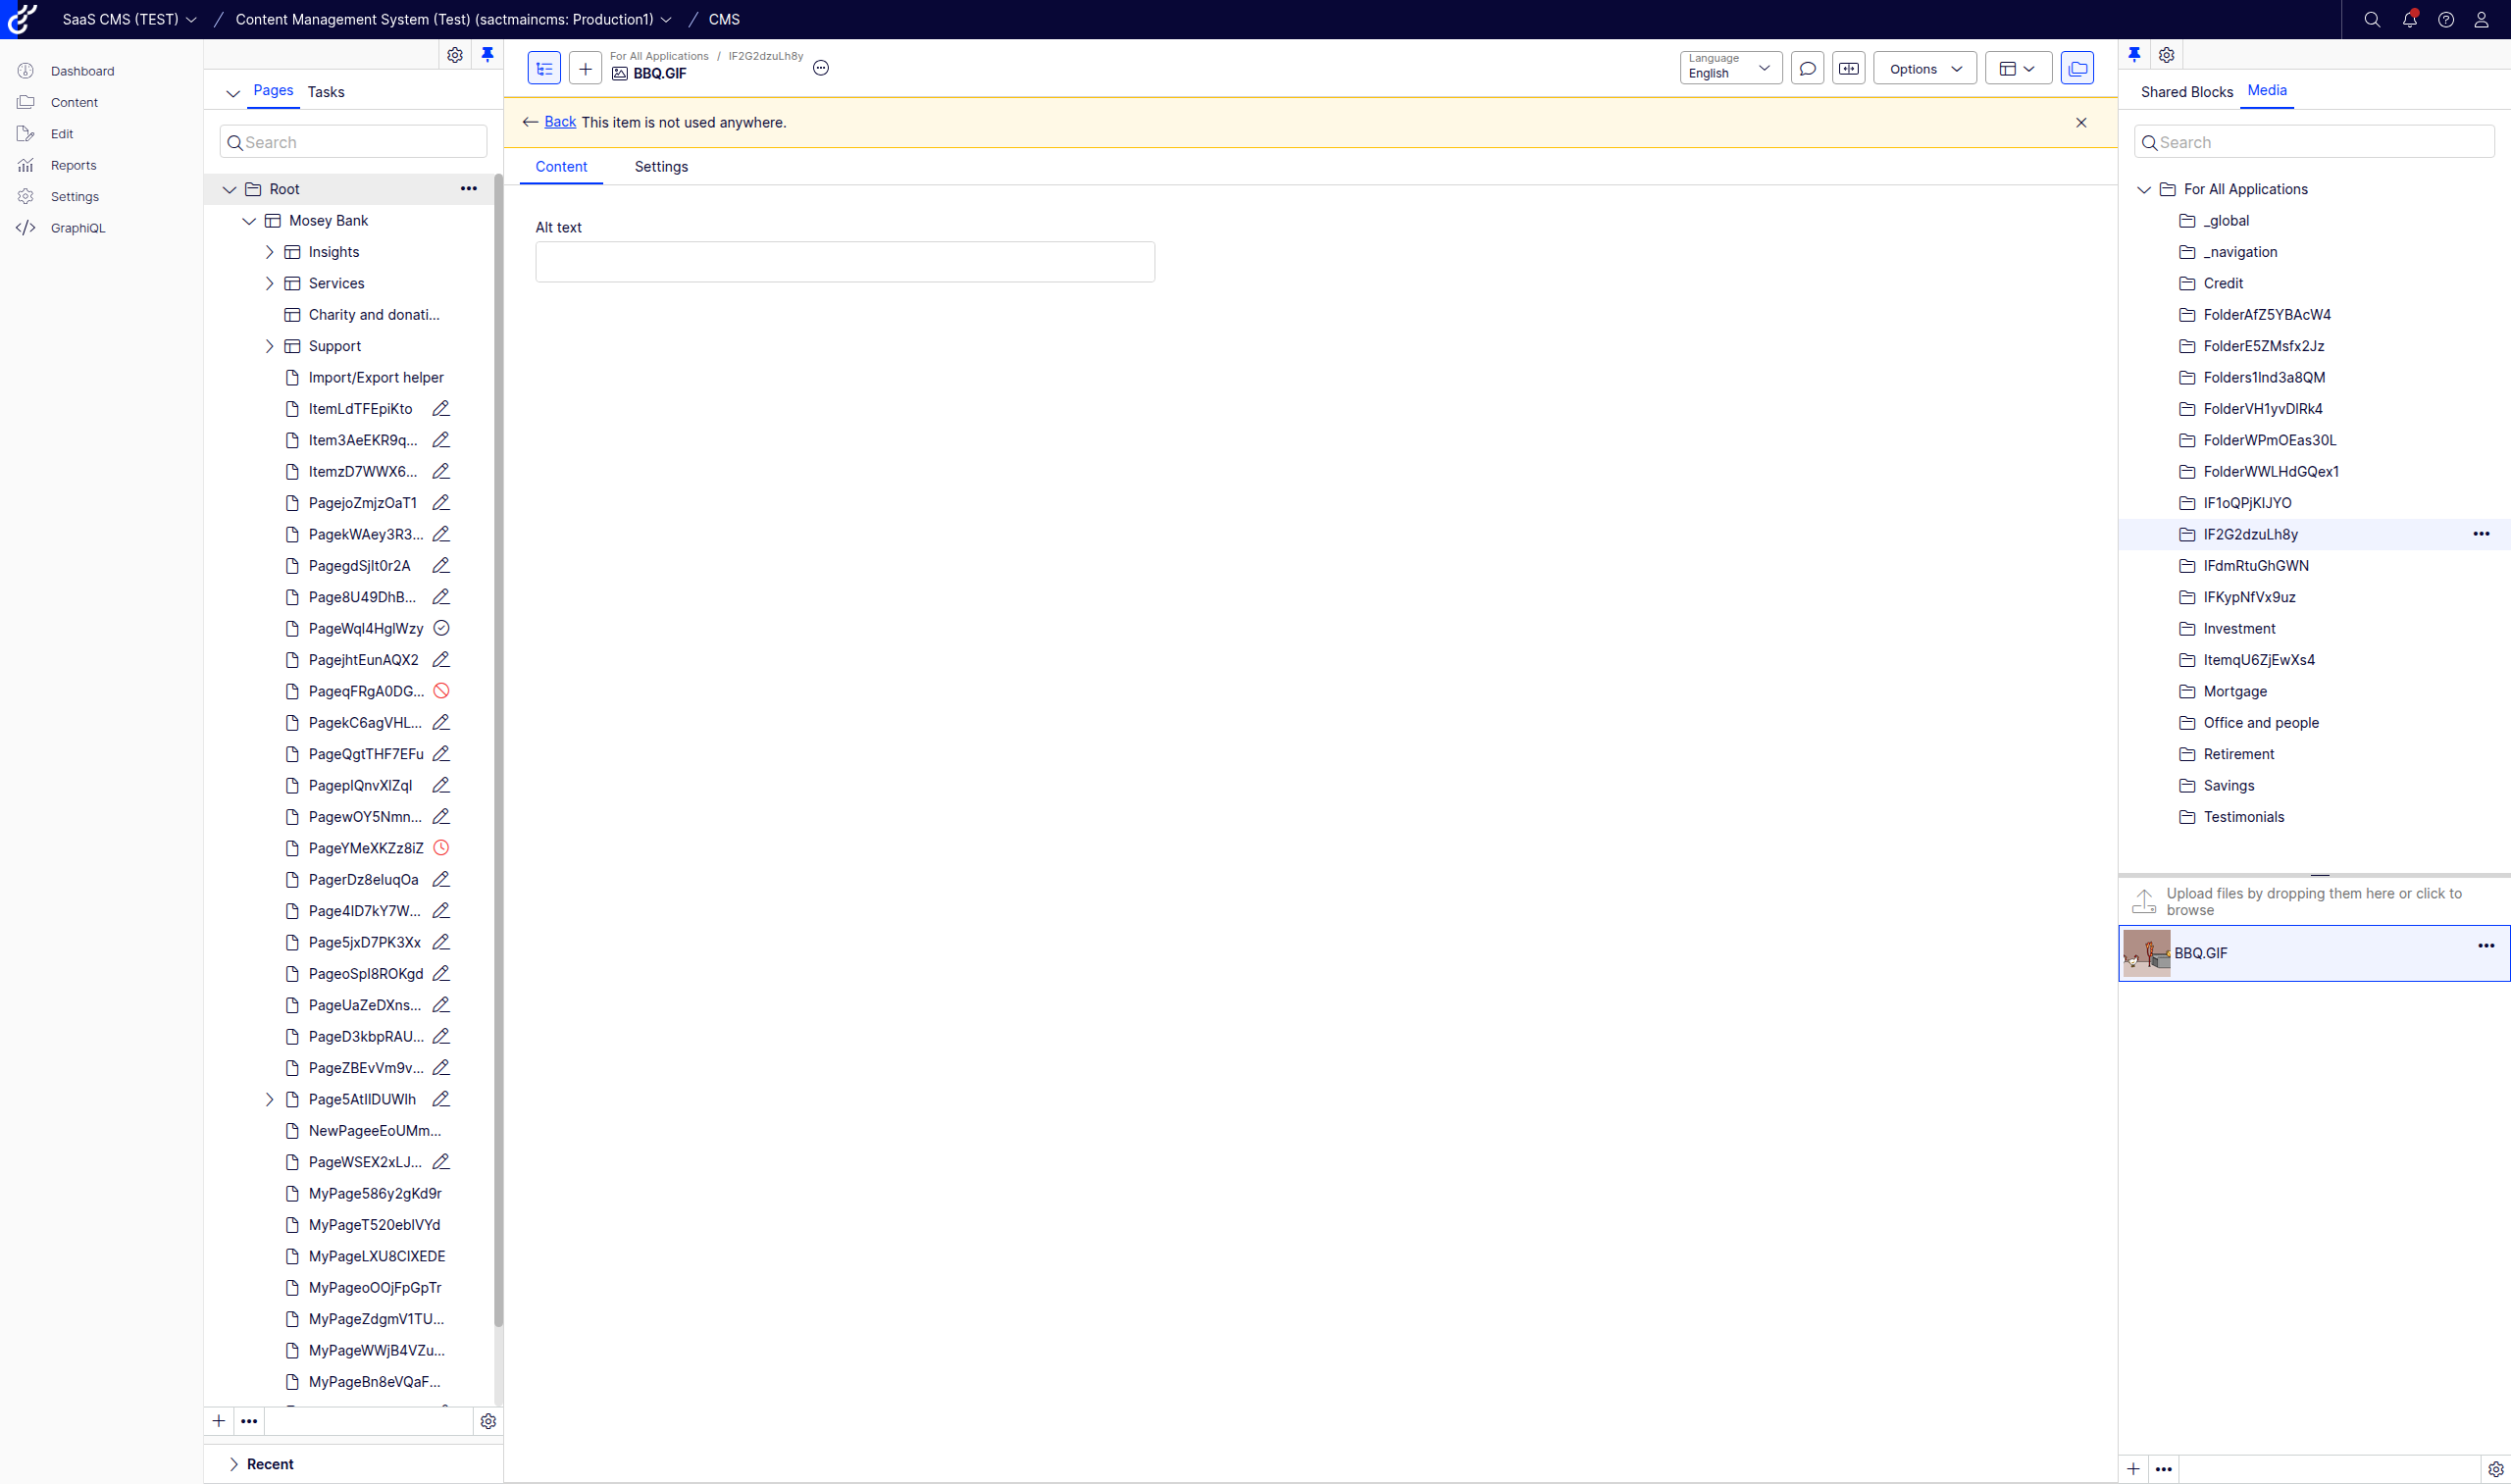 SaaS CMS (TEST) / Content Management System (Test) (sactmaincms: Production1) / CMS
Dashboard
Content
Edit
Reports
Settings
GraphiQL
Pages Tasks
Search
Root
Mosey Bank
Insights
Services
Charity and donati...
Support
Import/Export helper
ItemLdTFEpiKto
Item3AeEKR9q...
ItemzD7WWX6...
PagejoZmjzOaT1
PagekWAey3R3...
PagegdSjIt0r2A
Page8U49DhB...
PageWqI4HglWzy
PagejhtEunAQX2
PageqFRgA0DG...
PagekC6agVHL...
PageQgtTHF7EFu
PageplQnvXlZql
PagewOY5Nmn...
PageYMeXKZz8iZ
PagerDz8eluqOa
Page4ID7kY7W...
Page5jxD7PK3Xx
PageoSpI8ROKgd
PageUaZeDXns...
PageD3kbpRAU...
PageZBEvVm9v...
Page5AtIIDUWlh
NewPageeEoUMm...
PageWSEX2xLJ...
MyPage586y2gKd9r
MyPageT520ebIVYd
MyPageLXU8CIXEDE
MyPageoOOjFpGpTr
MyPageZdgmV1TU...
MyPageWWjB4VZu...
MyPageBn8eVQaF...
Recent
For All Applications / IF2G2dzuLh8y
BBQ.GIF
Language
English
Options
Back This item is not used anywhere.
Content Settings
Alt text
Shared Blocks Media
Search
For All Applications
_global
_navigation
Credit
FolderAfZ5YBAcW4
FolderE5ZMsfx2Jz
Folders1Ind3a8QM
FolderVH1yvDIRk4
FolderWPmOEas30L
FolderWWLHdGQex1
IF1oQPjKIJYO
IF2G2dzuLh8y
IFdmRtuGhGWN
IFKypNfVx9uz
Investment
ItemqU6ZjEwXs4
Mortgage
Office and people
Retirement
Savings
Testimonials
Upload files by dropping them here or click to
browse
BBQ.GIF